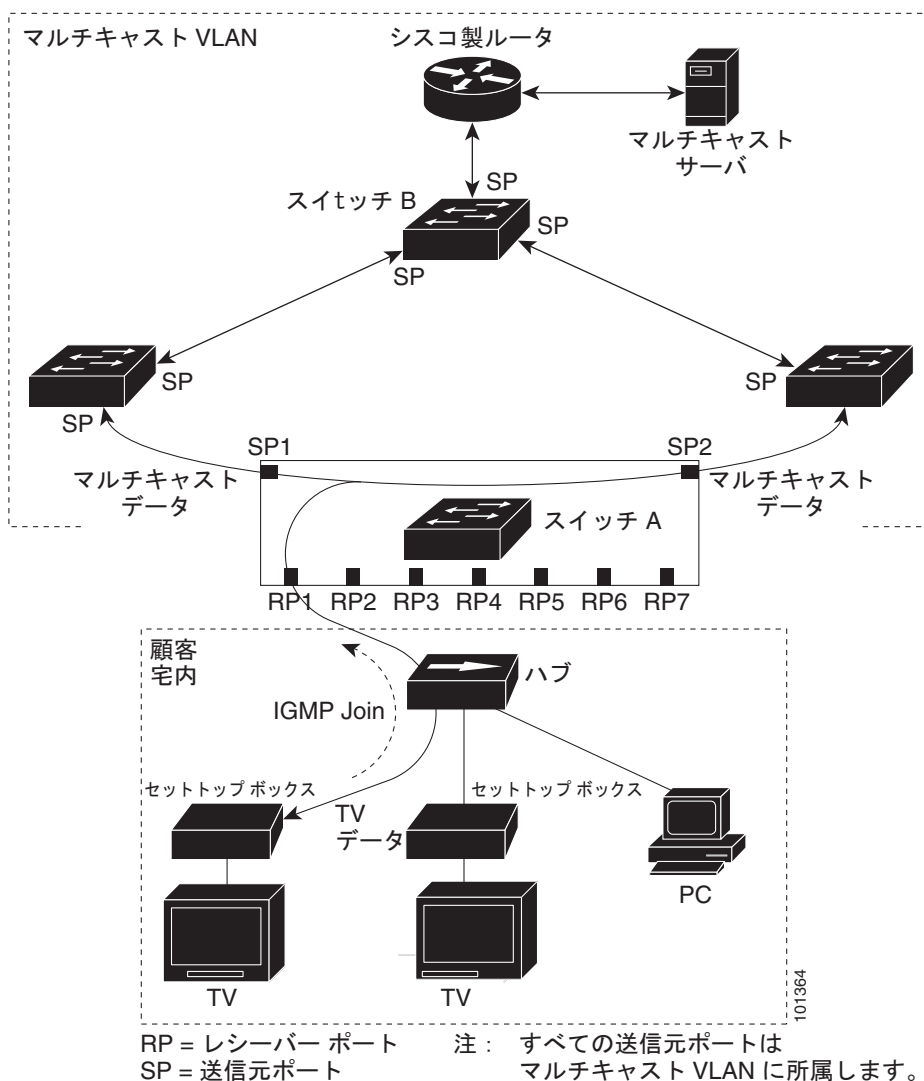 マルチキャスト VLAN
シスコ製ルータ
マルチキャスト
サーバ
スイtッチ B
SP
SP
SP
SP
SP
SP
SP1
SP2
マルチキャスト
データ
マルチキャスト
データ
スイッチ A
RP1 RP2 RP3 RP4 RP5 RP6 RP7
顧客
宅内
ハブ
IGMP Join
セットトップ ボックス
TV
データ
セットトップ ボックス
PC
TV
TV
101364
RP = レシーバー ポート
SP = 送信元ポート
注： すべての送信元ポートは
マルチキャスト VLAN に所属します。